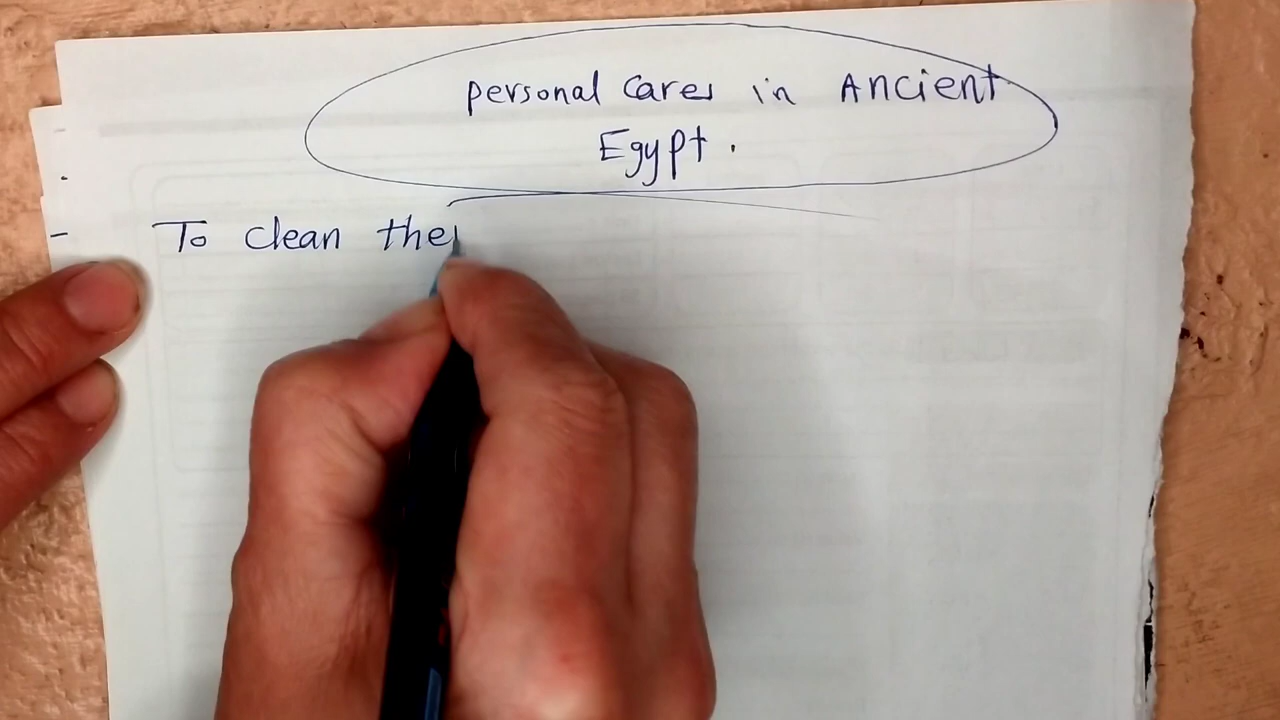 personal cares in Ancient
Egypt.
To clean the